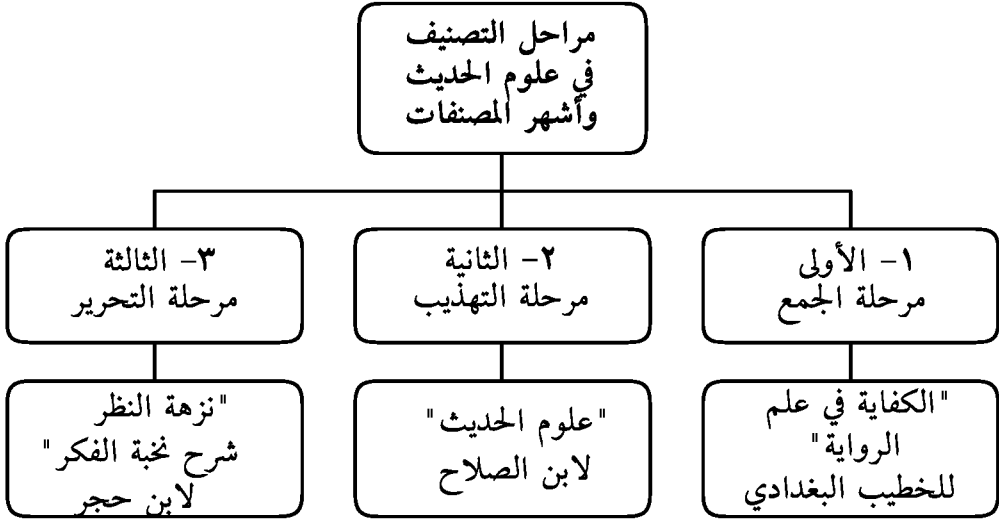 مراحل التصنيف
في علوم الحديث
وأشهر المصنفات
١- الأولى
مرحلة الجمع
٢- الثانية
مرحلة التهذيب
٣- الثالثة
مرحلة التحرير
"الكفاية في علم
الرواية"
للخطيب البغدادي
"علوم الحديث"
لابن الصلاح
"نزهة النظر
شرح نخبة الفكر"
لابن حجر